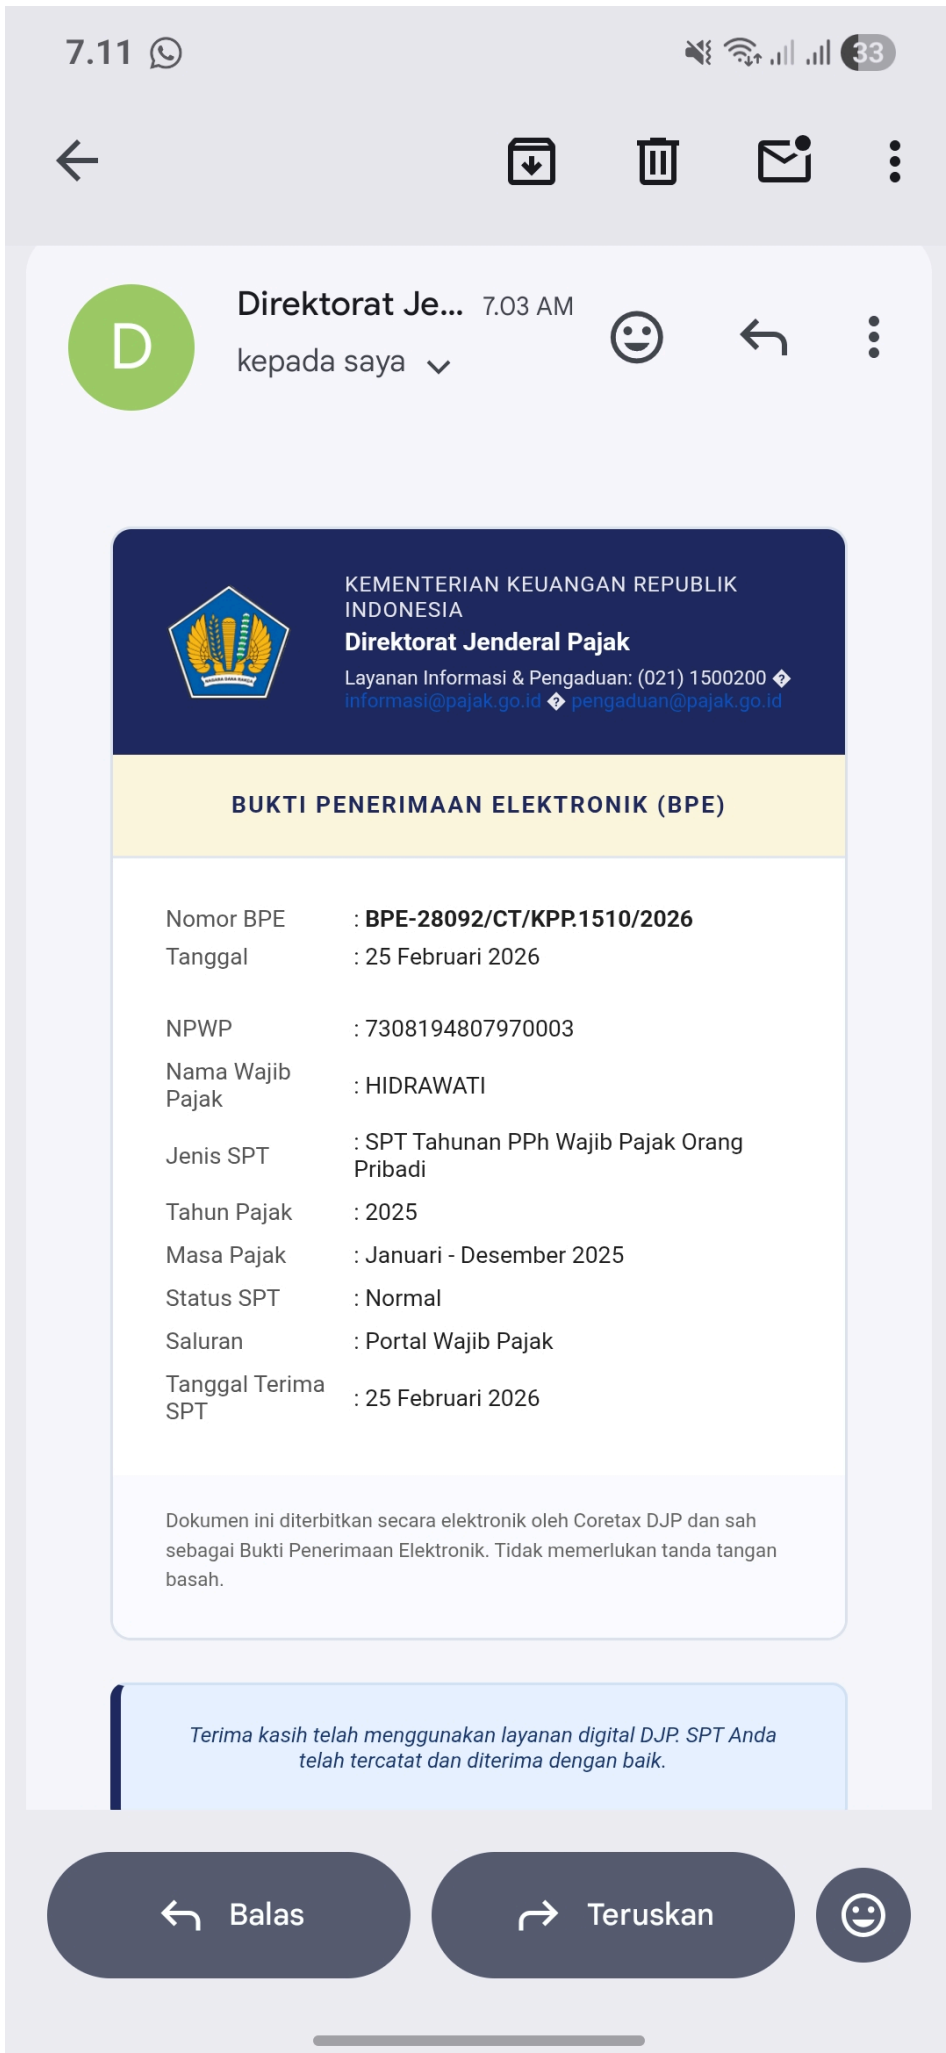 7.11
33
Direktorat Je... 7.03 AM
kepada saya
D
KEMENTERIAN KEUANGAN REPUBLIK
INDONESIA
Direktorat Jenderal Pajak
Layanan Informasi & Pengaduan: (021) 1500200 �
informasi@pajak.go.id � pengaduan@pajak.go.id
BUKTI PENERIMAAN ELEKTRONIK (BPE)
Nomor BPE : BPE-28092/CT/KPP.1510/2026
Tanggal : 25 Februari 2026
NPWP : 7308194807970003
Nama Wajib
Pajak
: HIDRAWATI
Jenis SPT
: SPT Tahunan PPh Wajib Pajak Orang
Pribadi
Tahun Pajak : 2025
Masa Pajak : Januari - Desember 2025
Status SPT : Normal
Saluran : Portal Wajib Pajak
Tanggal Terima
SPT
: 25 Februari 2026
Dokumen ini diterbitkan secara elektronik oleh Coretax DJP dan sah
sebagai Bukti Penerimaan Elektronik. Tidak memerlukan tanda tangan
basah.
Terima kasih telah menggunakan layanan digital DJP. SPT Anda
telah tercatat dan diterima dengan baik.
Balas
Teruskan